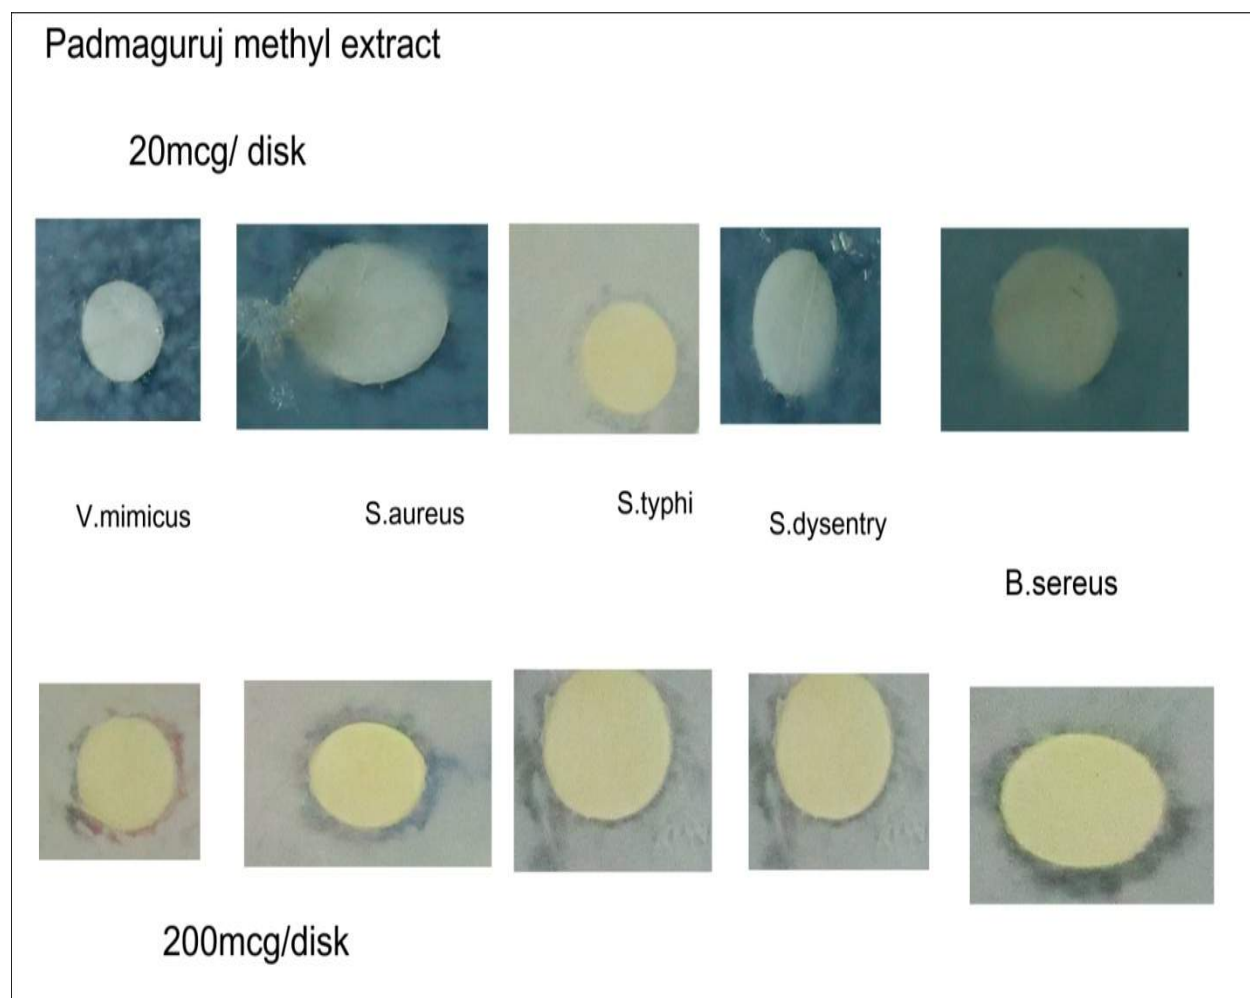 Padmaguruj methyl extract
20mcg/ disk
V.mimicus
S.aureus
S.typhi
S.dysentry
B.sereus
200mcg/disk